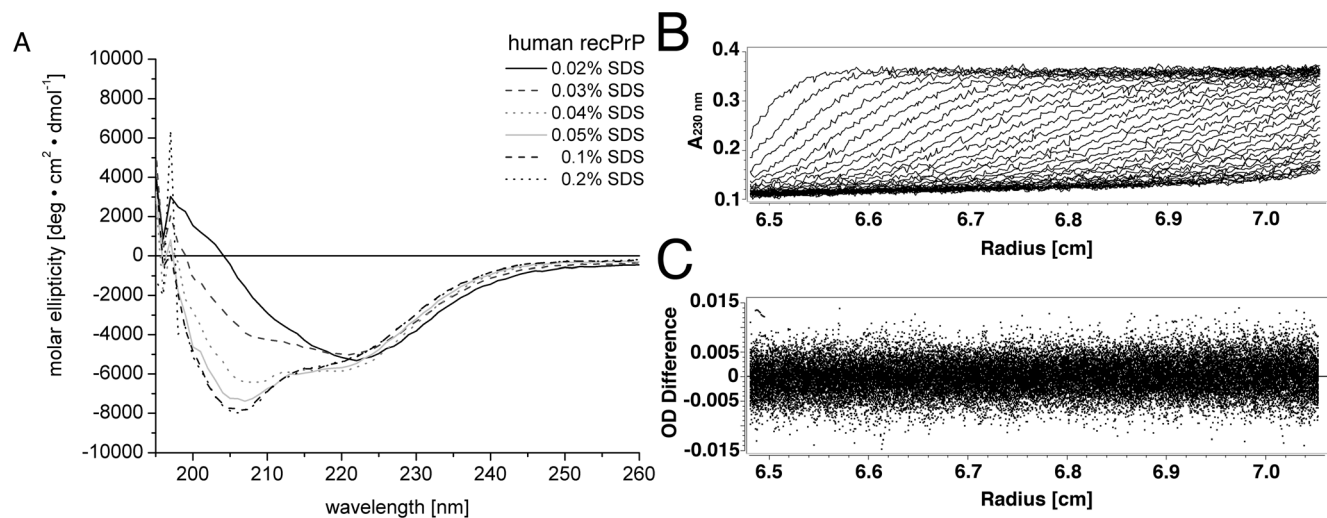 A
human recPrP
0.02% SDS
0.03% SDS
0.04% SDS
0.05% SDS
0.1% SDS
0.2% SDS
10000
8000
6000
4000
2000
0
-2000
-4000
-6000
-8000
-10000
molar ellipticity [deg • cm² • dmol⁻¹]
200 210 220 230 240 250 260
wavelength [nm]
B
0.4
0.3
0.2
0.1
A230 nm
6.5 6.6 6.7 6.8 6.9 7.0
Radius [cm]
C
0.015
0.005
0
-0.005
-0.015
OD Difference
6.5 6.6 6.7 6.8 6.9 7.0
Radius [cm]